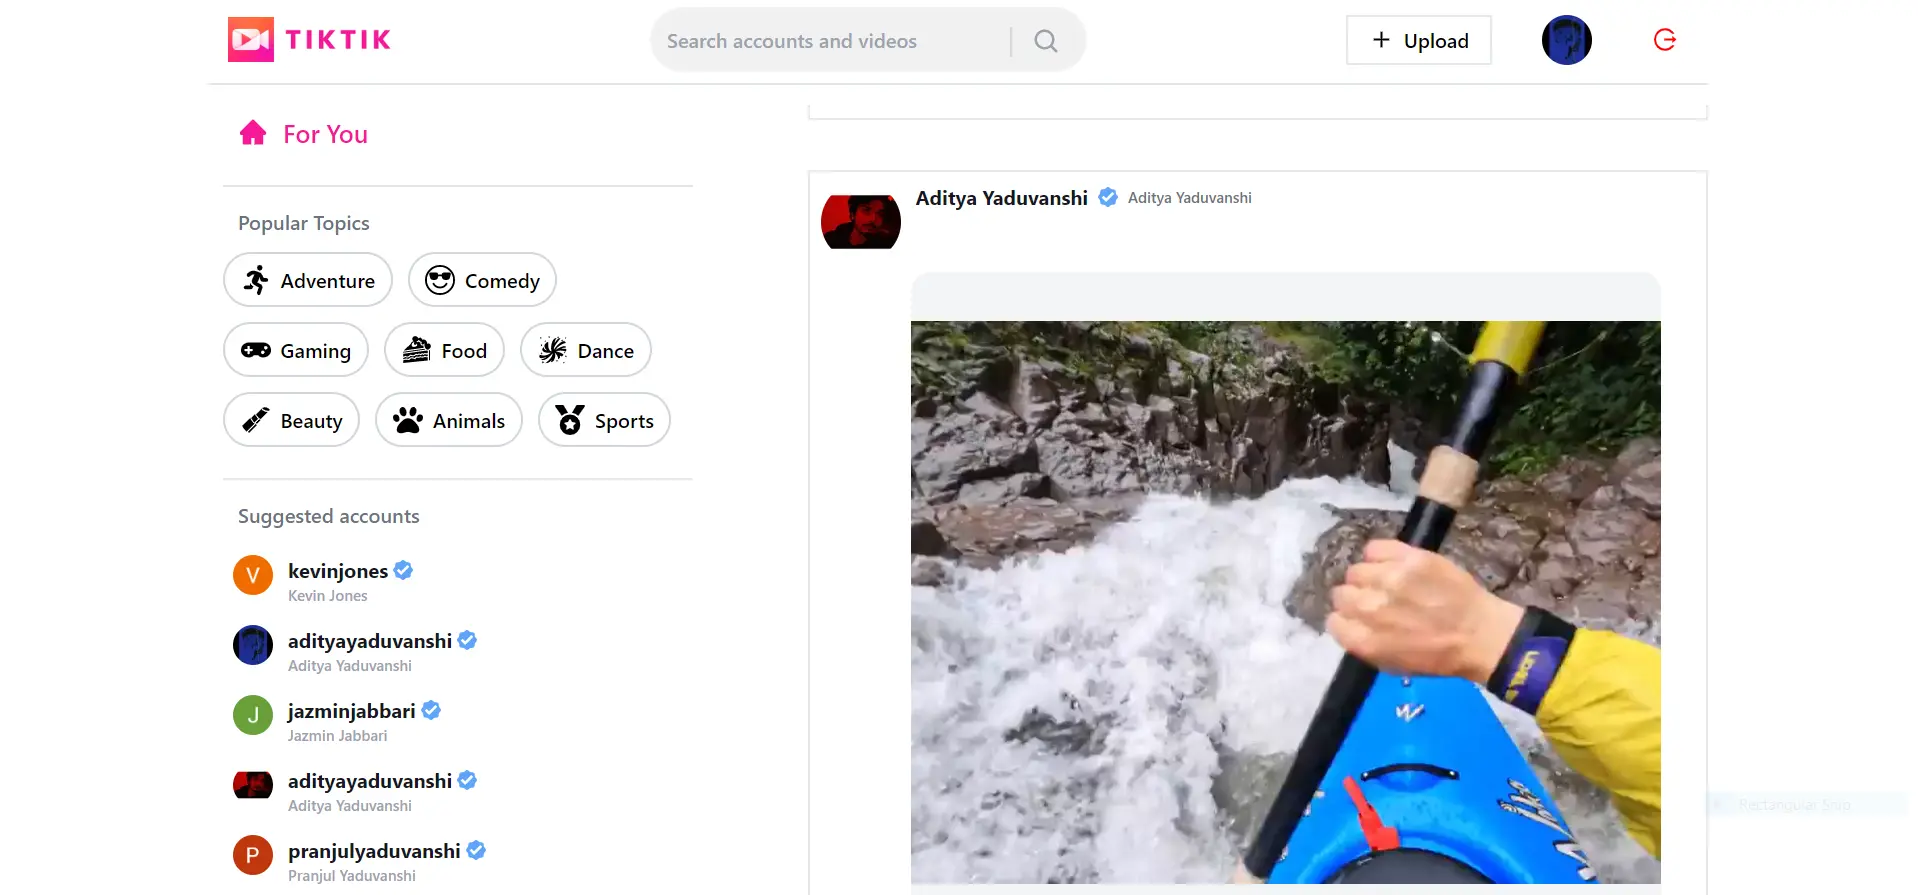 TIKTIK
Search accounts and videos
Upload
For You
Popular Topics
Adventure
Comedy
Gaming
Food
Dance
Beauty
Animals
Sports
Suggested accounts
V
kevinjones
Kevin Jones
adityayaduvanshi
Aditya Yaduvanshi
J
jazminjabbari
Jazmin Jabbari
adityayaduvanshi
Aditya Yaduvanshi
P
pranjulyaduvanshi
Pranjul Yaduvanshi
Aditya Yaduvanshi Aditya Yaduvanshi
Rectangular Snip